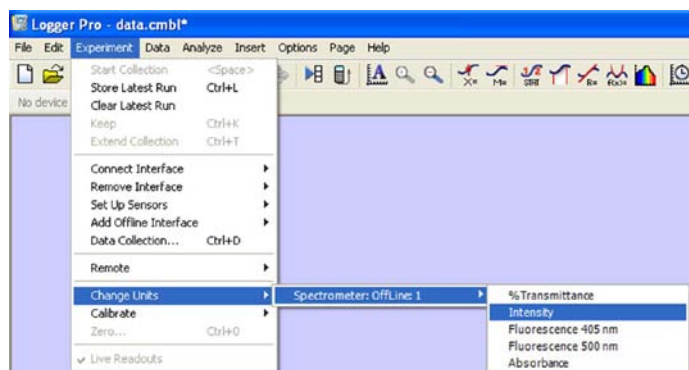 Logger Pro - data.cmbl*
File Edit Experiment Data Analyze Insert Options Page Help
No device
Start Collection <Space>
Store Latest Run Ctrl+L
Clear Latest Run
Keep Ctrl+K
Extend Collection Ctrl+T
Connect Interface
Remove Interface
Set Up Sensors
Add Offline Interface
Data Collection... Ctrl+D
Remote
Change Units
Calibrate
Zero... Ctrl+0
Live Readouts
Spectrometer: OffLine: 1
%Transmittance
Intensity
Fluorescence 405 nm
Fluorescence 500 nm
Absorbance